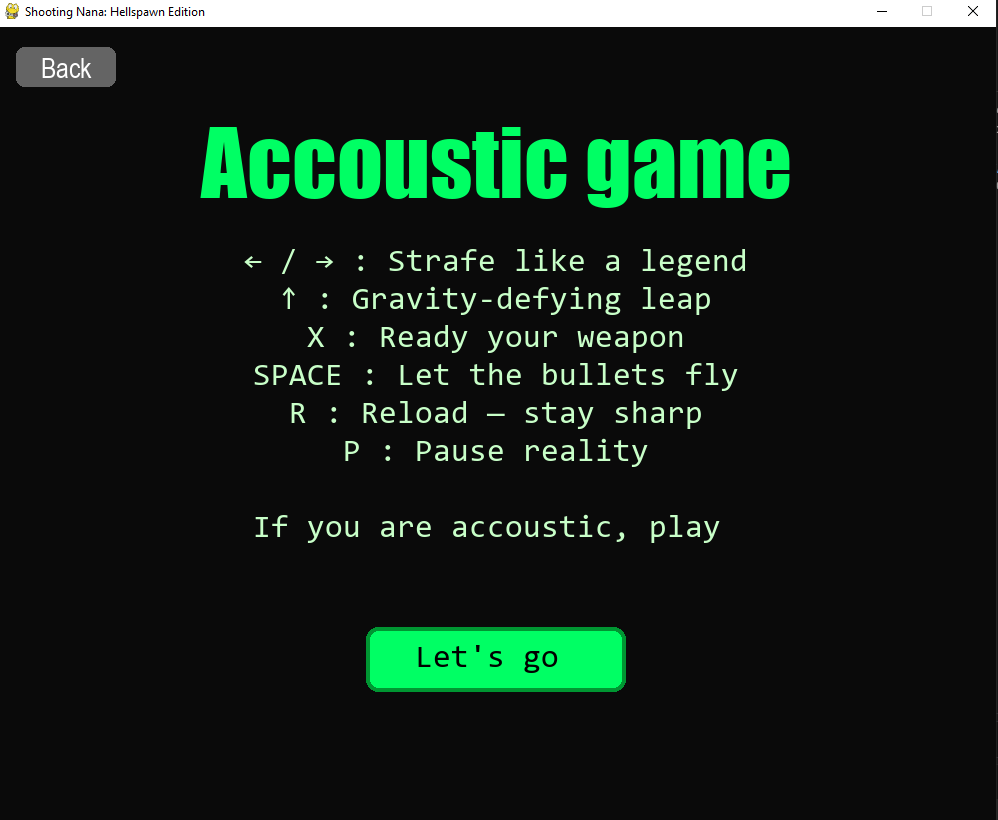 Shooting Nana: Hellspawn Edition
Back
Accoustic game
← / → : Strafe like a legend
↑ : Gravity-defying leap
X : Ready your weapon
SPACE : Let the bullets fly
R : Reload — stay sharp
P : Pause reality
If you are accoustic, play
Let's go